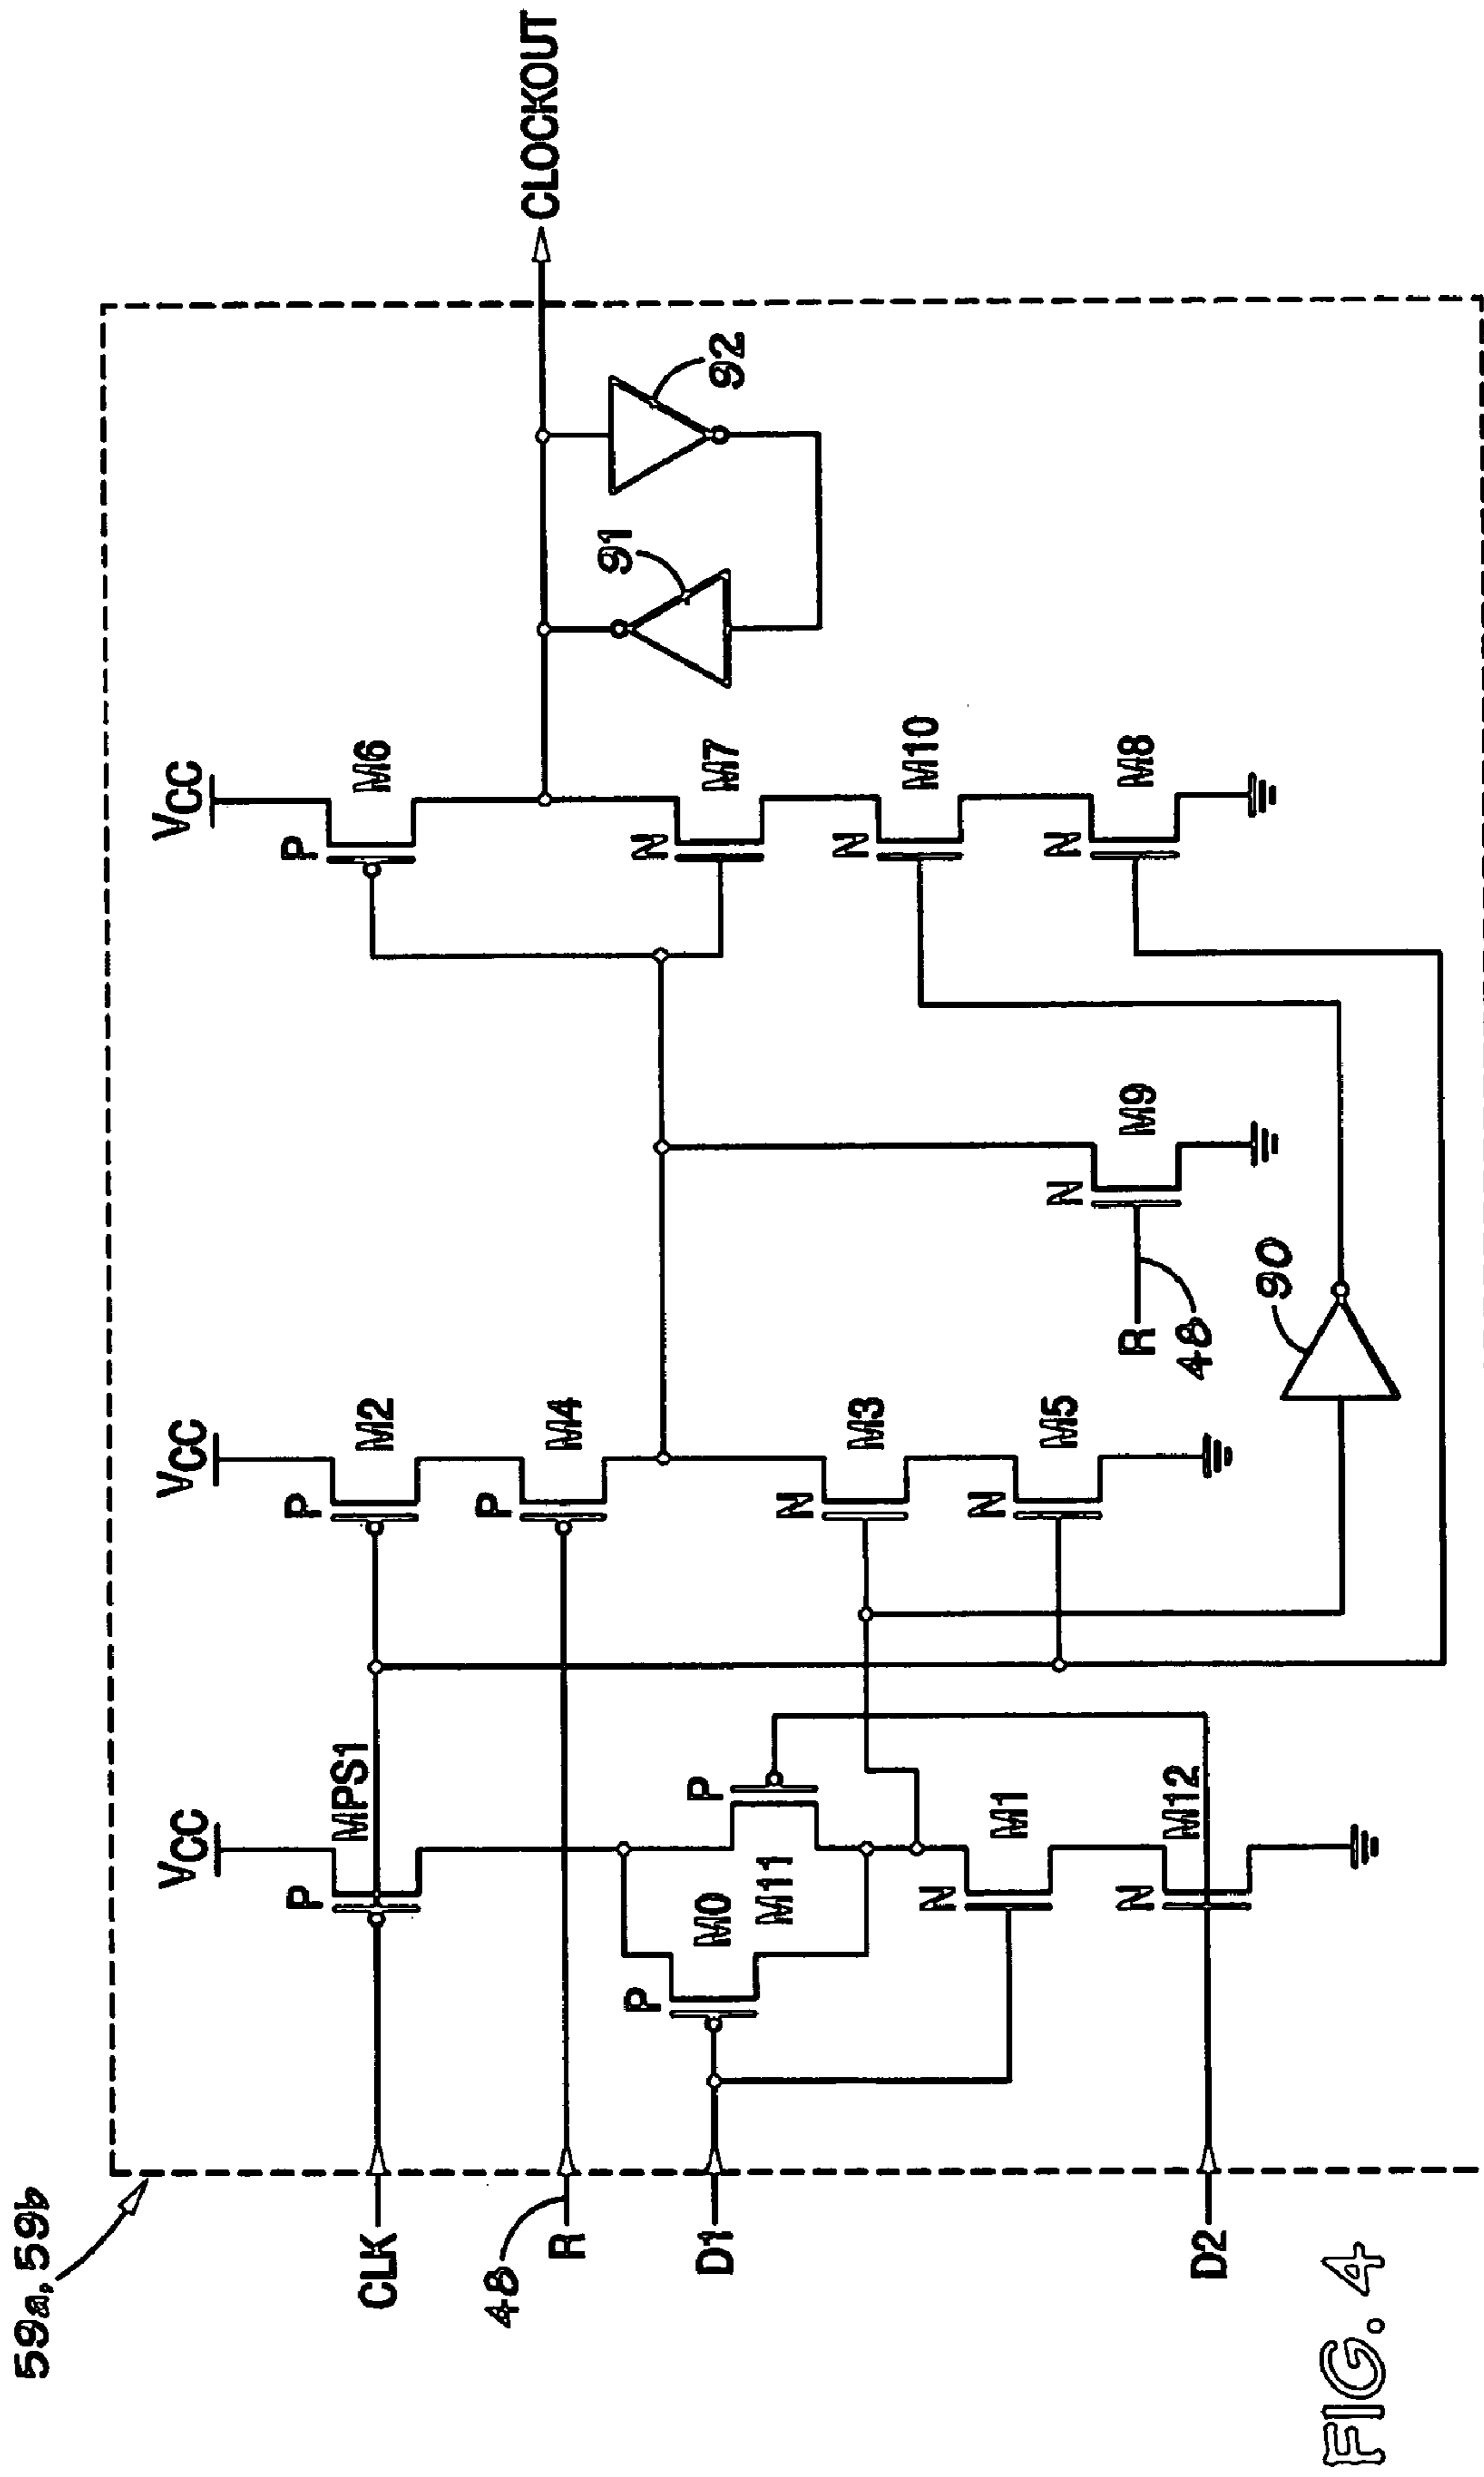 59a, 59b
CLK
48
R
D1
D2
VCC
P
MPS1
P
M0
P
M11
N
M1
N
M12
VCC
P
M2
P
M4
N
M3
N
M5
R
48
N
M9
90
VCC
P
M6
N
M7
N
M10
N
M8
91
92
CLOCKOUT
FIG. 4